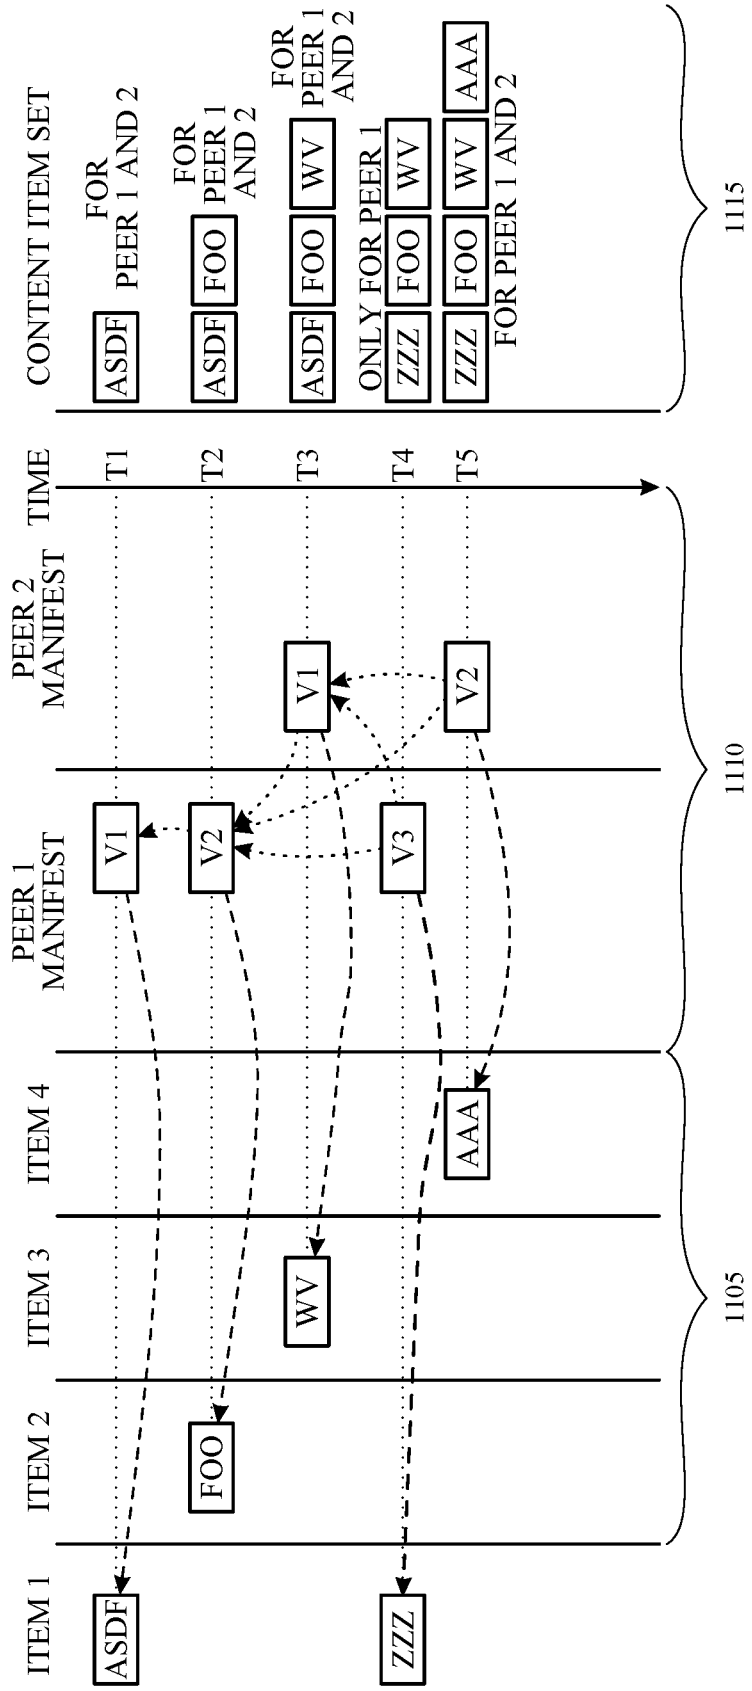 ITEM 1
ITEM 2
ITEM 3
ITEM 4
PEER 1
MANIFEST
PEER 2
MANIFEST
TIME
CONTENT ITEM SET
ASDF
V1
T1
ASDF
FOR
PEER 1 AND 2
FOO
V2
T2
ASDF
FOO
FOR
PEER 1
AND 2
WV
V1
T3
ASDF
FOO
WV
FOR
PEER 1
AND 2
ZZZ
V3
T4
ONLY FOR PEER 1
ZZZ
FOO
WV
AAA
V2
T5
ZZZ
FOO
WV
AAA
FOR PEER 1 AND 2
1105
1110
1115